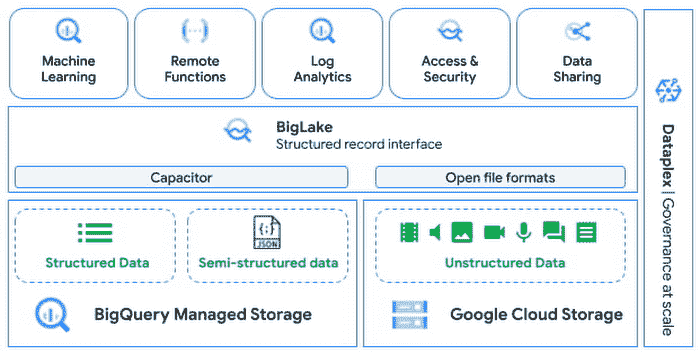 Machine
Learning
Remote
Functions
Log
Analytics
Access &
Security
Data
Sharing
BigLake
Structured record interface
Capacitor
Open file formats
{;}
JSON
Structured Data
Semi-structured data
Unstructured Data
BigQuery Managed Storage
Google Cloud Storage
Dataplex | Governance at scale